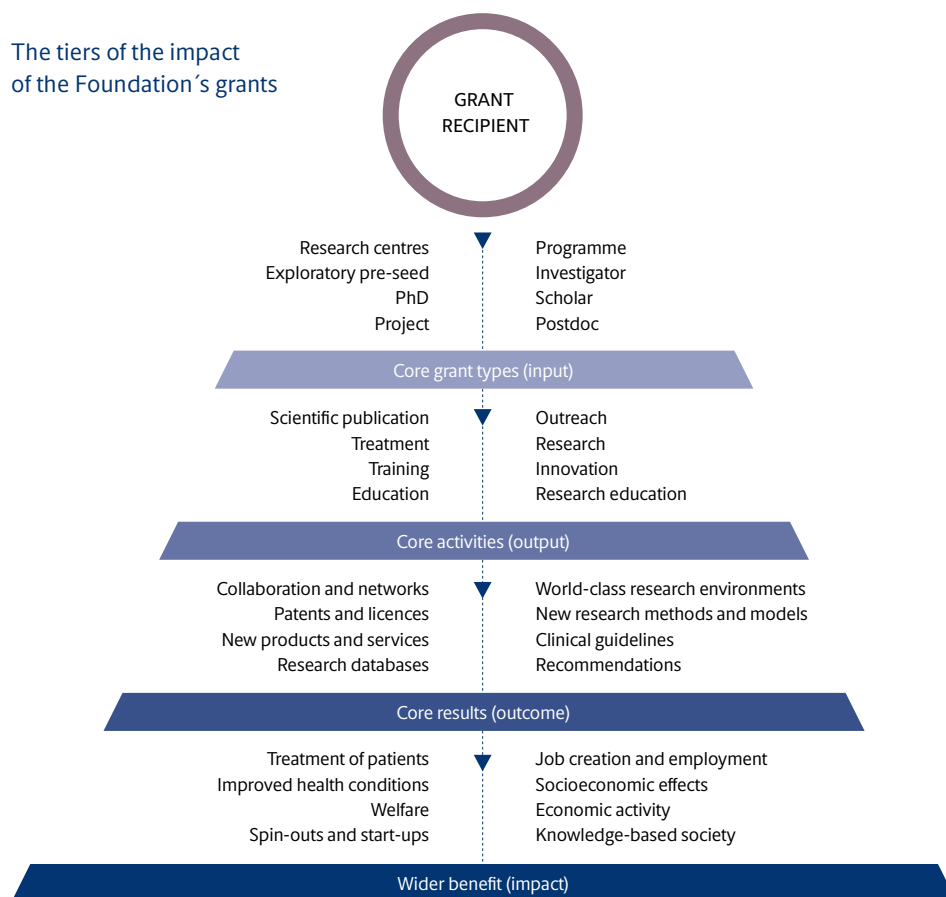 The tiers of the impact
of the Foundation´s grants
GRANT
RECIPIENT
Research centres
Exploratory pre-seed
PhD
Project
Programme
Investigator
Scholar
Postdoc
Core grant types (input)
Scientific publication
Treatment
Training
Education
Outreach
Research
Innovation
Research education
Core activities (output)
Collaboration and networks
Patents and licences
New products and services
Research databases
World-class research environments
New research methods and models
Clinical guidelines
Recommendations
Core results (outcome)
Treatment of patients
Improved health conditions
Welfare
Spin-outs and start-ups
Job creation and employment
Socioeconomic effects
Economic activity
Knowledge-based society
Wider benefit (impact)